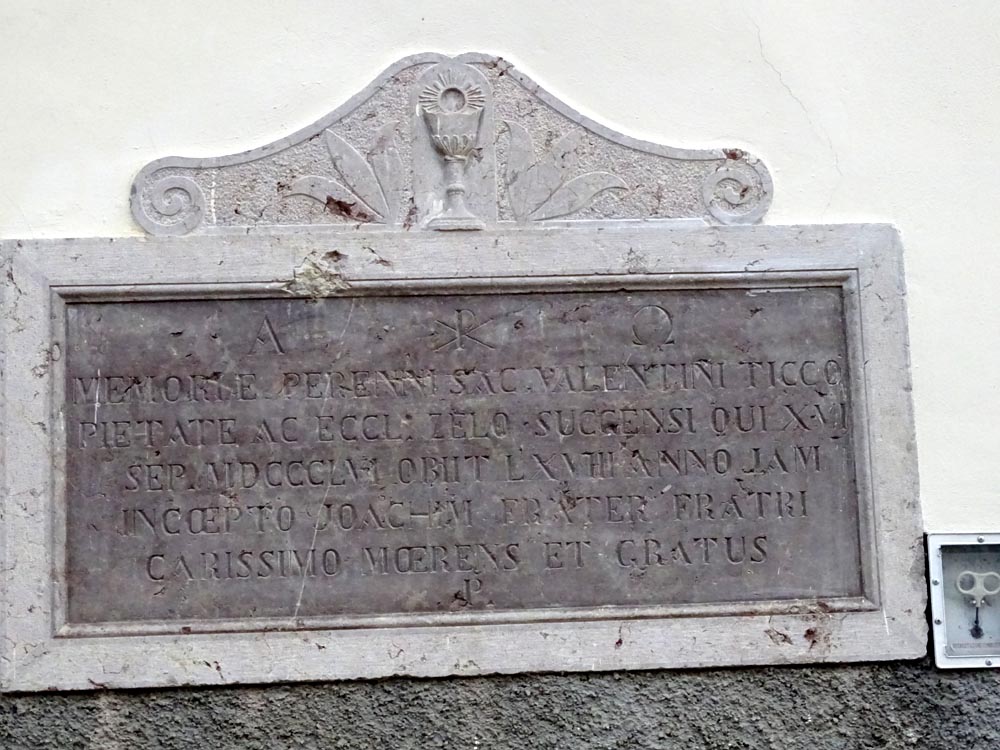 A ☧ Ω
MEMORIÆ PERENNI SAC. VALENTINI TICCO
PIETATE AC ECCL. ZELO SUCCENSI QUI XVI
SEP. MDCCCLVI OBIIT LXVIII ANNO JAM
INCŒPTO JOACHIM FRATER FRATRI
CARISSIMO MŒRENS ET GRATUS
P